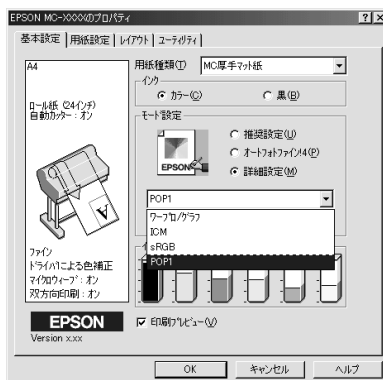 EPSON MC-XXXXのプロパティ
基本設定 用紙設定 レイアウト ユーティリティ
A4
ロール紙 (24インチ)
自動カッター : オン
ファイン
ドライバによる色補正
マイクロウィーブ : オン
双方向印刷 : オン
EPSON
Version x.xx
用紙種類(T) MC厚手マット紙
インク
カラー(C) 黒(B)
モード設定
EPSON
推奨設定(U)
オートフォトファイン!4(P)
詳細設定(M)
POP1
ワープロ/グラフ
ICM
sRGB
POP1
印刷プレビュー(V)
OK キャンセル ヘルプ